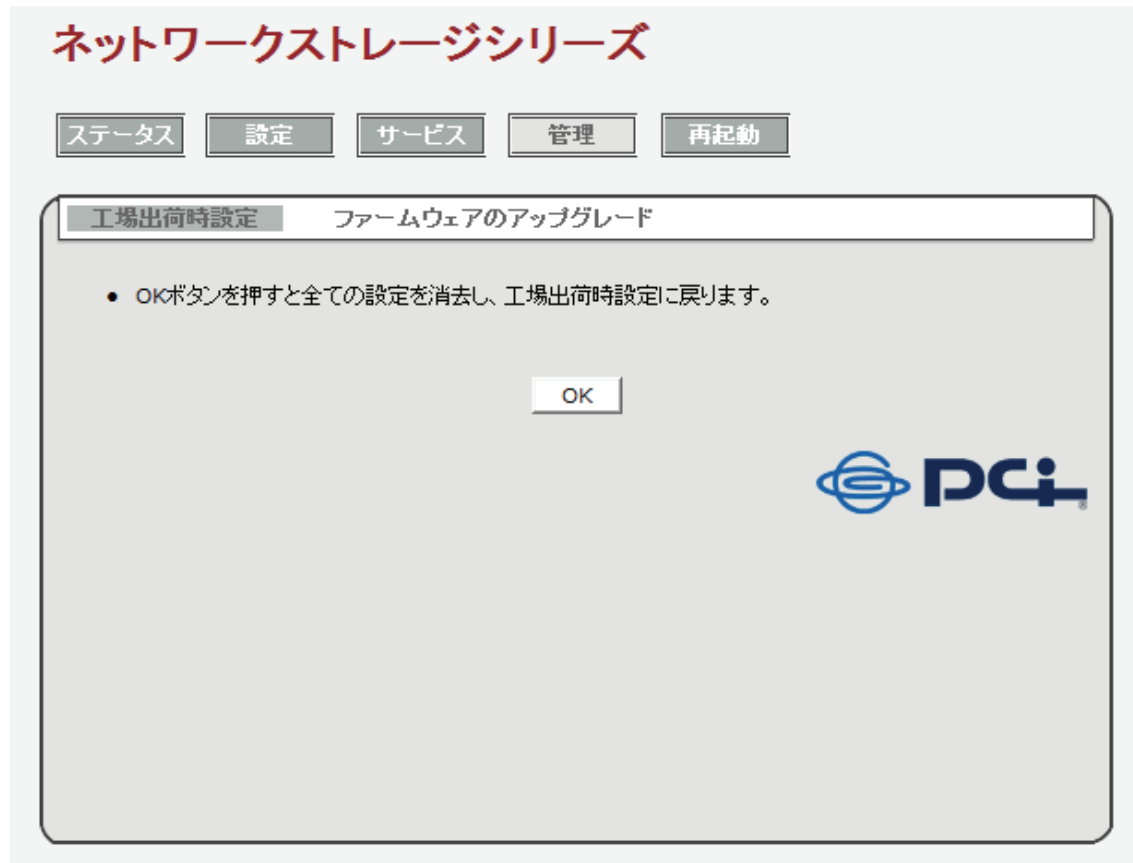 ネットワークストレージシリーズ
ステータス 設定 サービス 管理 再起動
工場出荷時設定 ファームウェアのアップグレード
● OKボタンを押すと全ての設定を消去し、工場出荷時設定に戻ります。
OK
PCi®